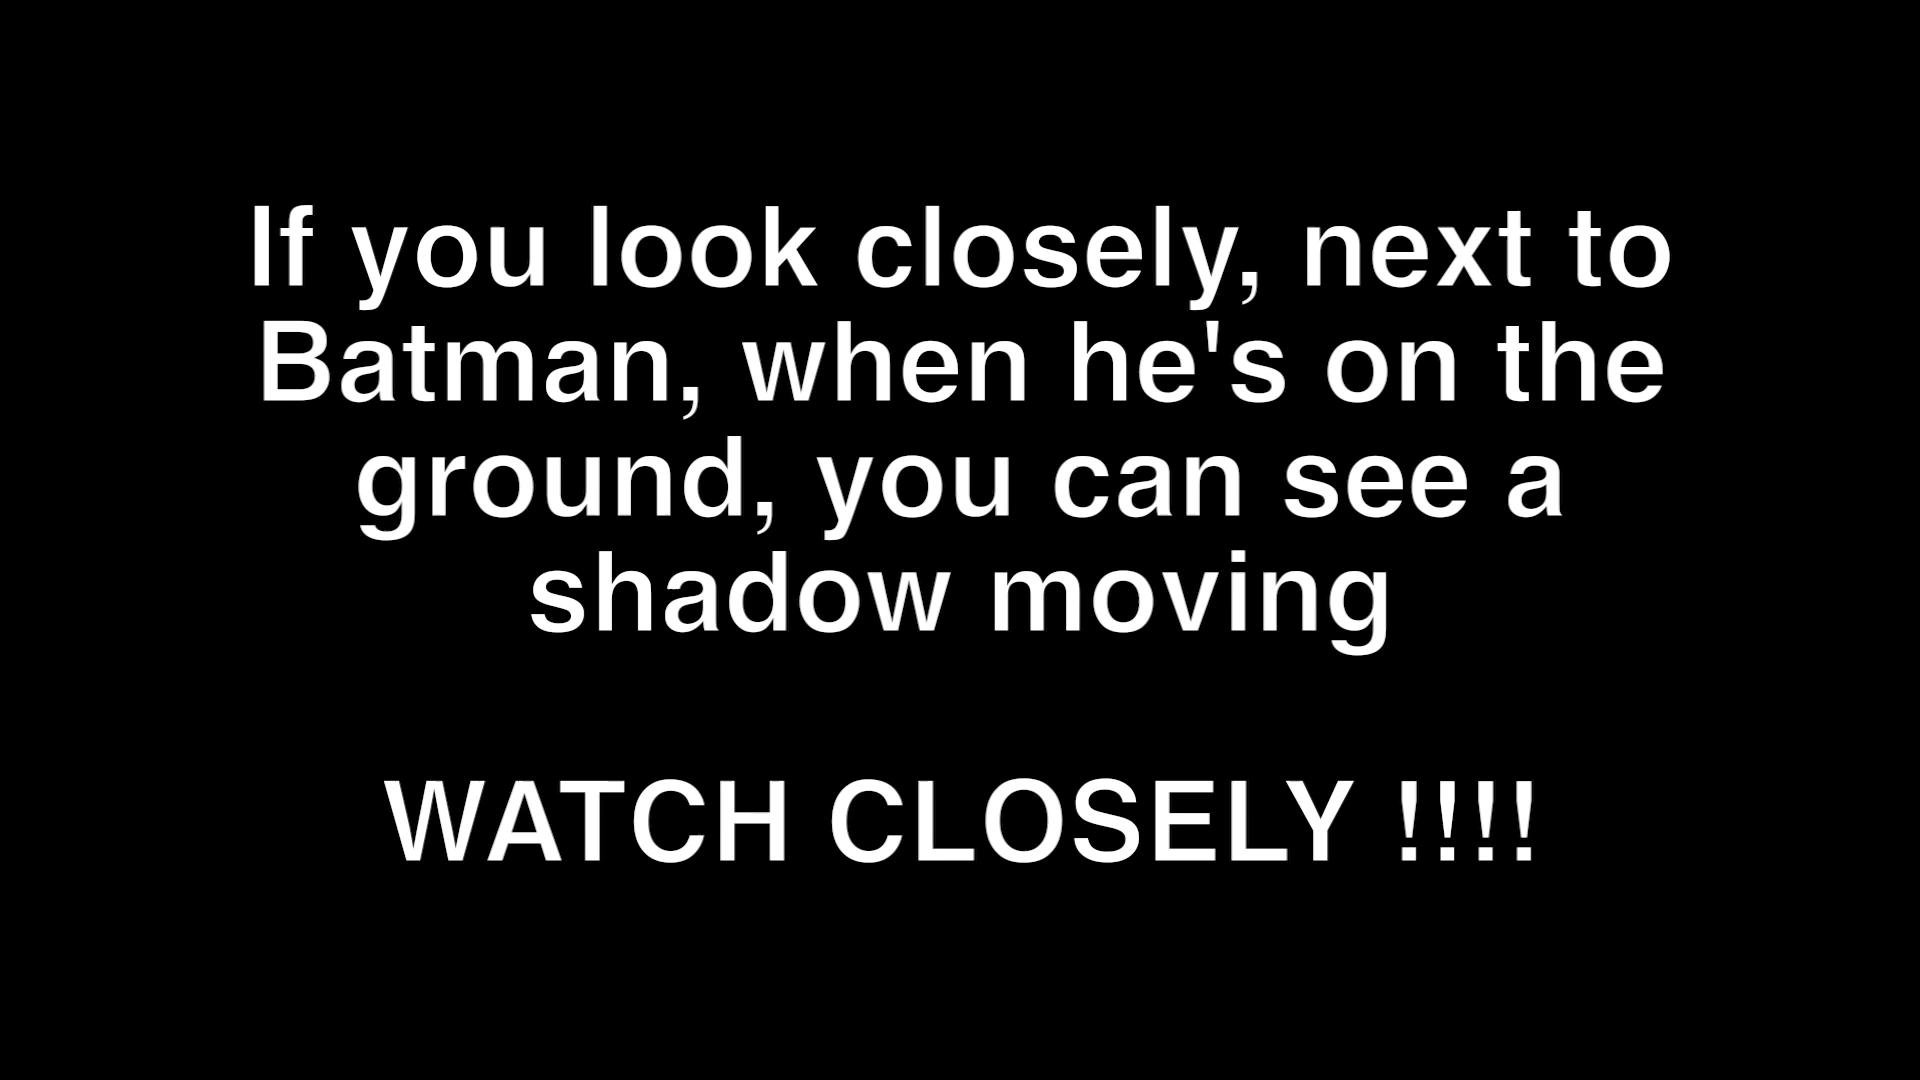 If you look closely, next to
Batman, when he's on the
ground, you can see a
shadow moving
WATCH CLOSELY !!!!